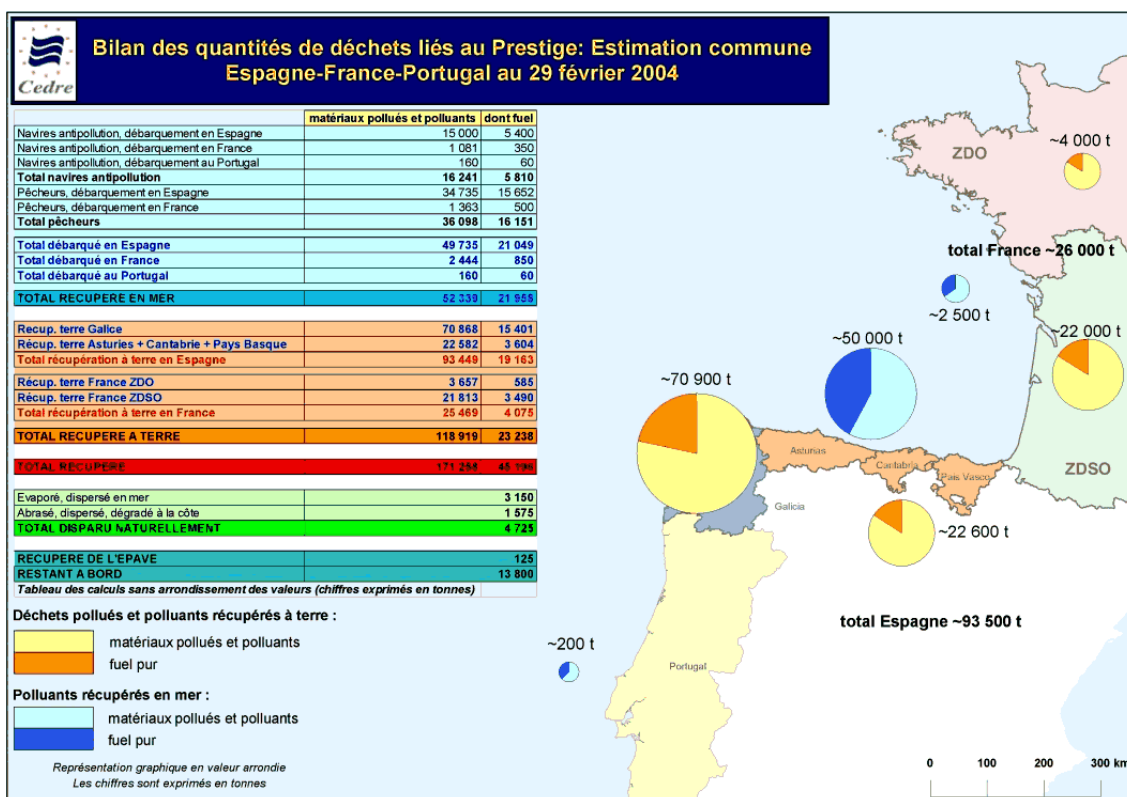 Cedre
Bilan des quantités de déchets liés au Prestige: Estimation commune
Espagne-France-Portugal au 29 février 2004
matériaux pollués et polluants dont fuel
Navires antipollution, débarquement en Espagne 15 000 5 400
Navires antipollution, débarquement en France 1 081 350
Navires antipollution, débarquement au Portugal 160 60
Total navires antipollution 16 241 5 810
Pêcheurs, débarquement en Espagne 34 735 15 652
Pêcheurs, débarquement en France 1 363 500
Total pêcheurs 36 098 16 151
Total débarqué en Espagne 49 735 21 049
Total débarqué en France 2 444 850
Total débarqué au Portugal 160 60
TOTAL RECUPERE EN MER 52 339 21 958
Recup. terre Galice 70 868 15 401
Récup. terre Asturies + Cantabrie + Pays Basque 22 582 3 604
Total récupération à terre en Espagne 93 449 19 163
Récup. terre France ZDO 3 657 585
Récup. terre France ZDSO 21 813 3 490
Total récupération à terre en France 25 469 4 075
TOTAL RECUPERE A TERRE 118 919 23 238
TOTAL RECUPERE 171 258 45 196
Evaporé, dispersé en mer 3 150
Abrasé, dispersé, dégradé à la côte 1 575
TOTAL DISPARU NATURELLEMENT 4 725
RECUPERE DE L'EPAVE 125
RESTANT A BORD 13 800
Tableau des calculs sans arrondissement des valeurs (chiffres exprimés en tonnes)
Déchets pollués et polluants récupérés à terre :
matériaux pollués et polluants
fuel pur
Polluants récupérés en mer :
matériaux pollués et polluants
fuel pur
Représentation graphique en valeur arrondie
Les chiffres sont exprimés en tonnes
ZDO
~4 000 t
total France ~26 000 t
~2 500 t
~22 000 t
~50 000 t
~70 900 t
ZDSO
Asturias
Cantabria
Pais Vasco
Galicia
~22 600 t
total Espagne ~93 500 t
~200 t
Portugal
0 100 200 300 km